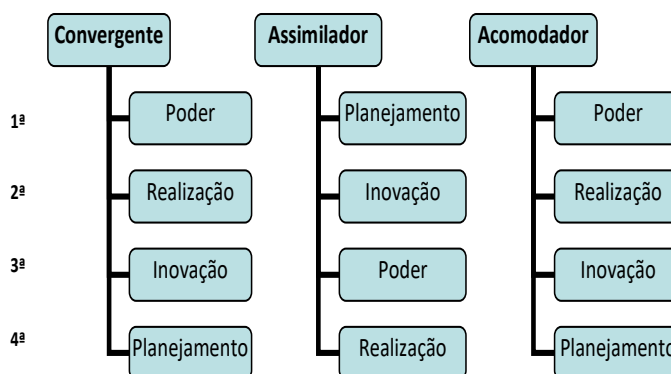 Convergente Assimilador Acomodador
1ª Poder Planejamento Poder
2ª Realização Inovação Realização
3ª Inovação Poder Inovação
4ª Planejamento Realização Planejamento